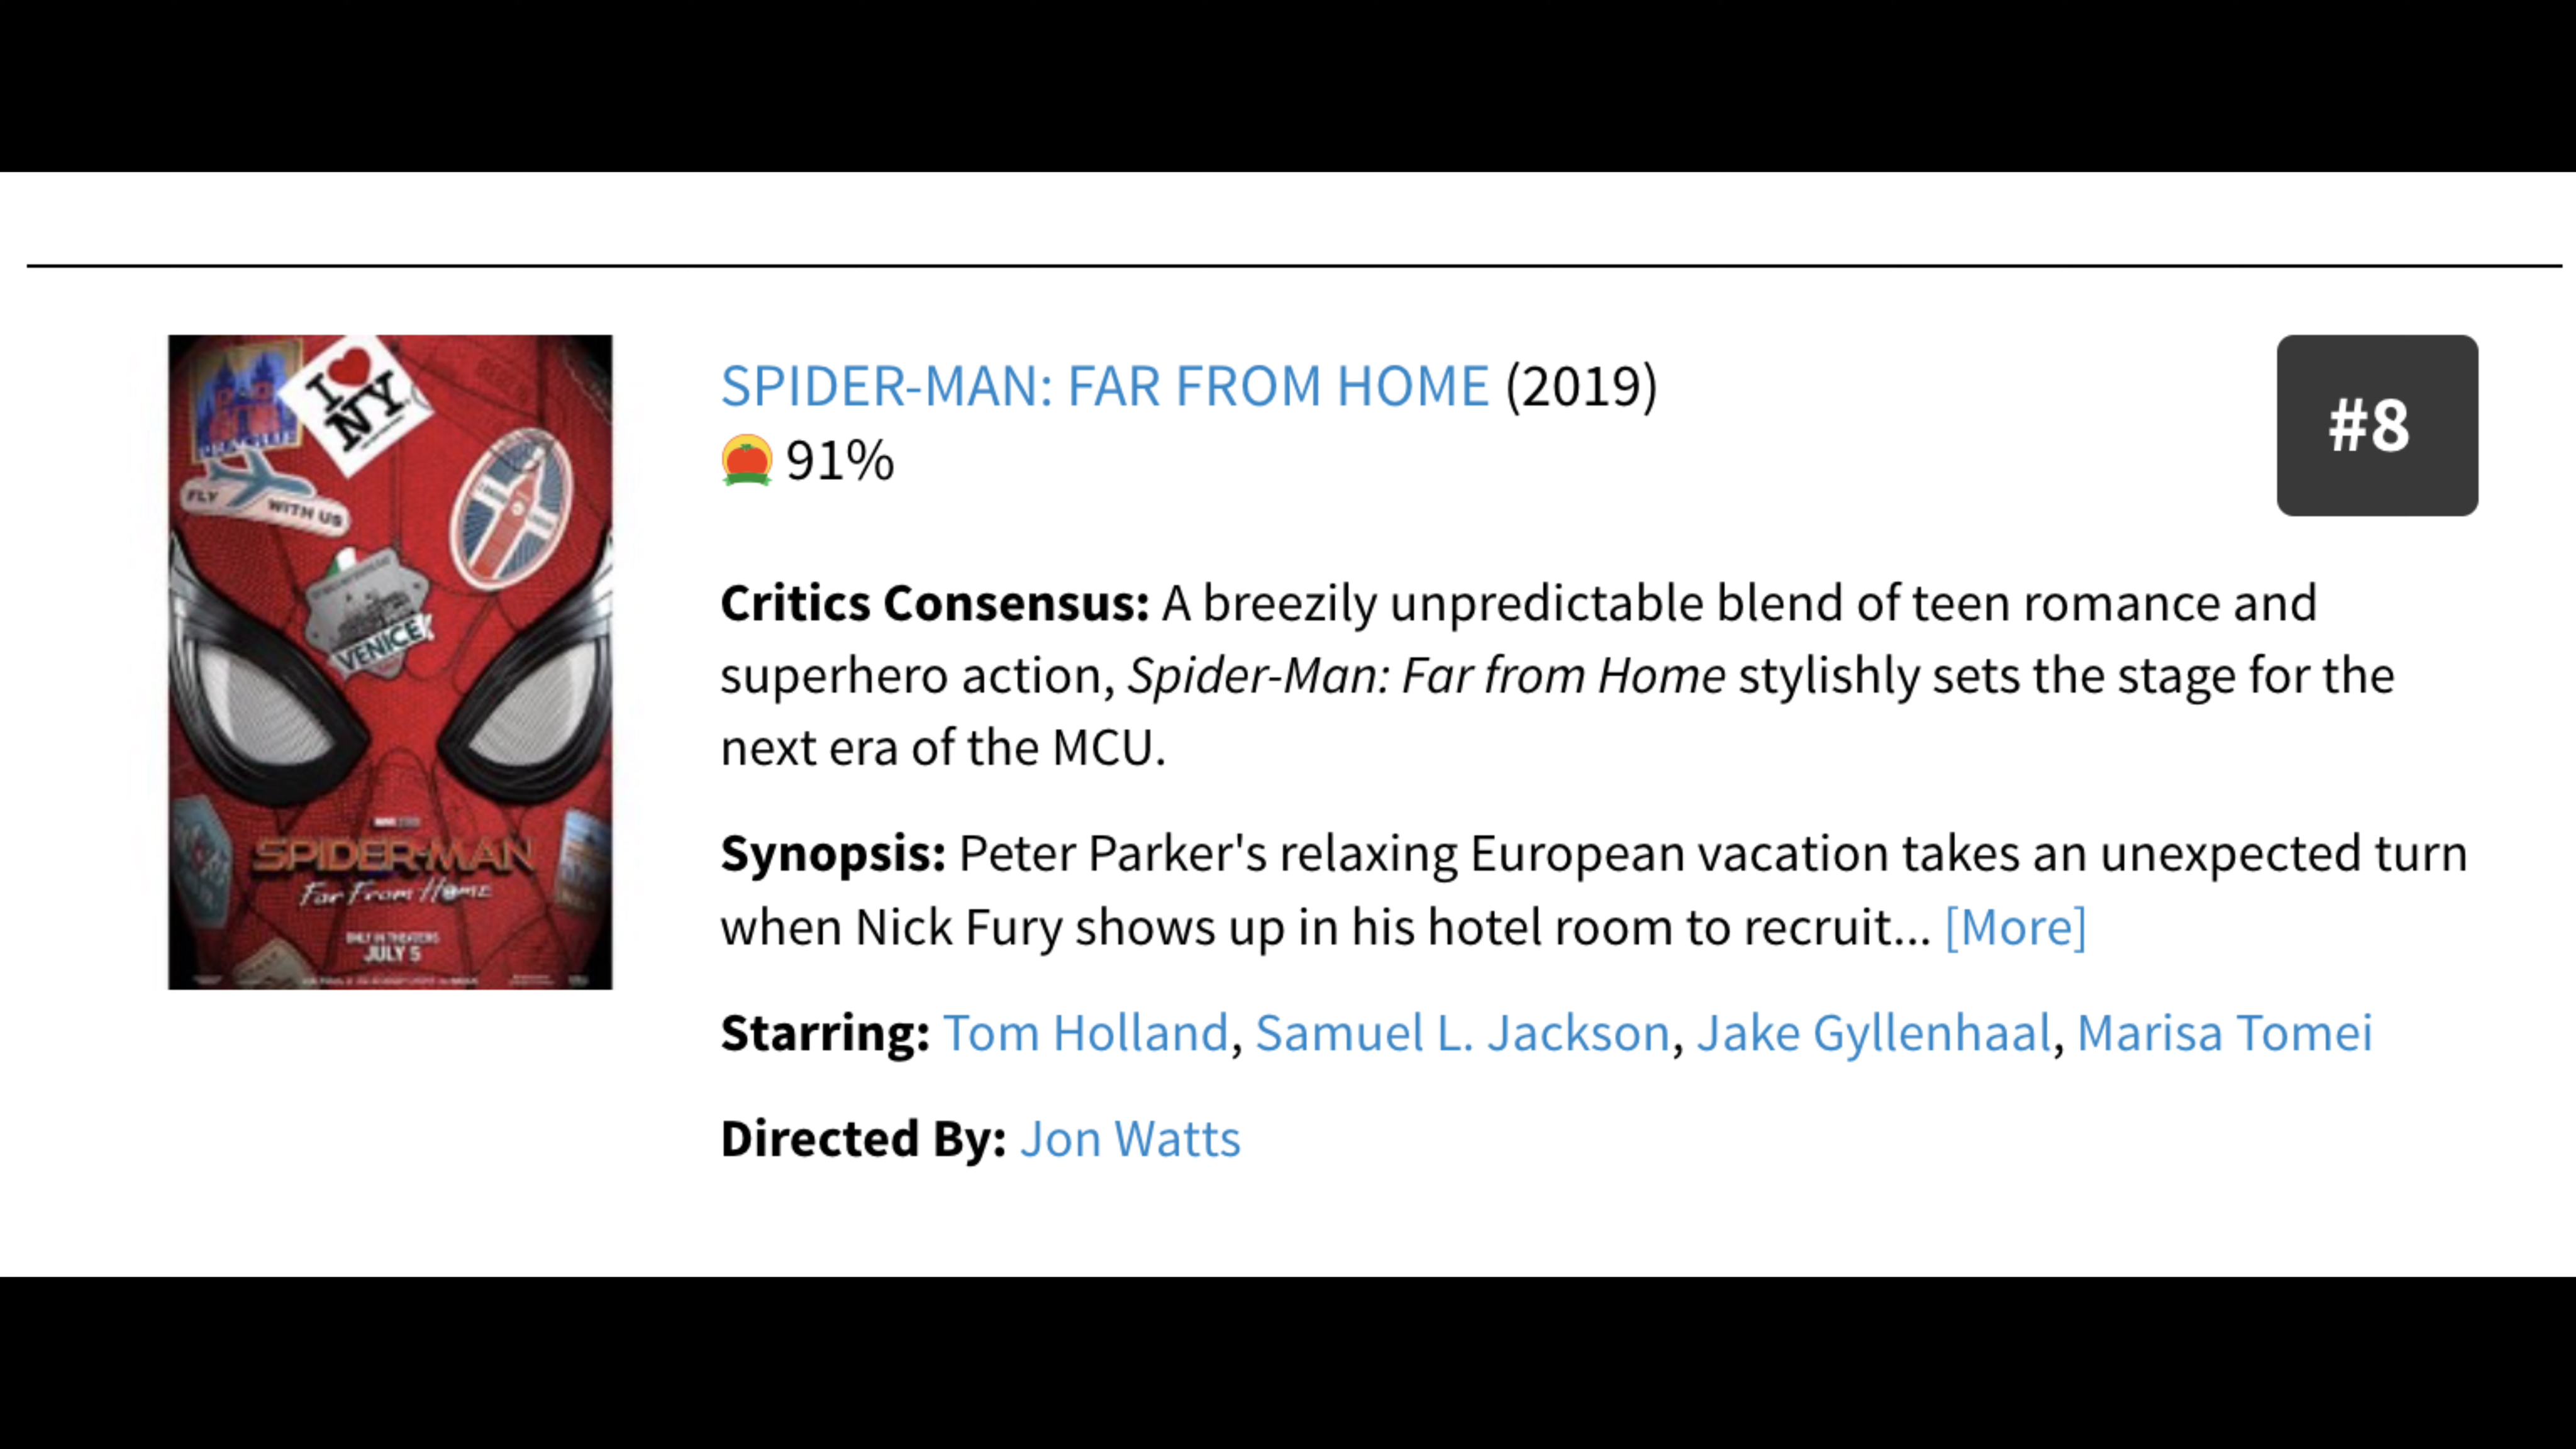 I ❤ NY
FLY WITH US
VENICE
SPIDER-MAN
Far From Home
ONLY IN THEATERS
JULY 5
SPIDER-MAN: FAR FROM HOME (2019)
91%
#8
Critics Consensus: A breezily unpredictable blend of teen romance and
superhero action, Spider-Man: Far from Home stylishly sets the stage for the
next era of the MCU.
Synopsis: Peter Parker's relaxing European vacation takes an unexpected turn
when Nick Fury shows up in his hotel room to recruit... [More]
Starring: Tom Holland, Samuel L. Jackson, Jake Gyllenhaal, Marisa Tomei
Directed By: Jon Watts